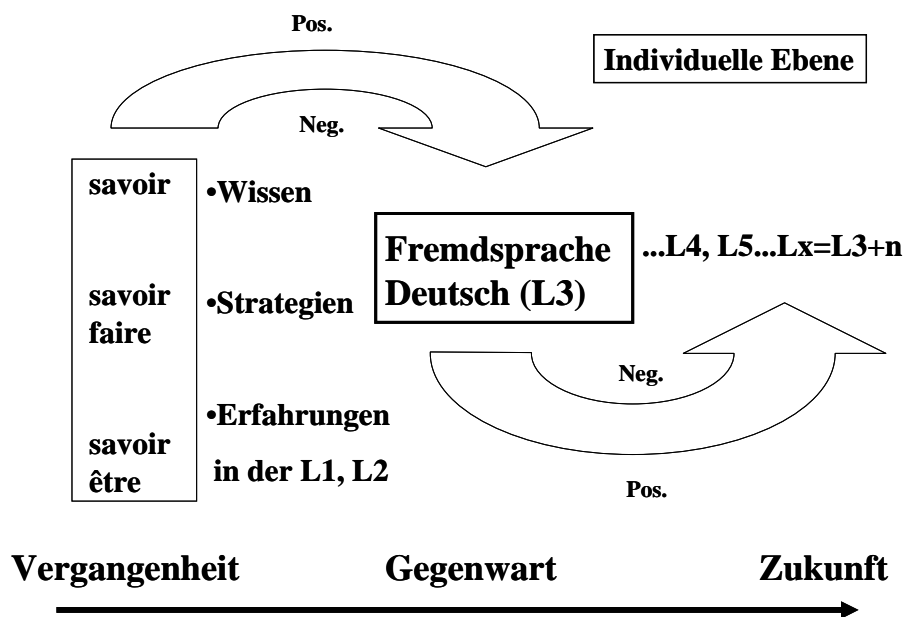 Pos.
Individuelle Ebene
Neg.
savoir
•Wissen
savoir
faire
•Strategien
savoir
être
•Erfahrungen
in der L1, L2
Fremdsprache
Deutsch (L3)
...L4, L5...Lx=L3+n
Neg.
Pos.
Vergangenheit
Gegenwart
Zukunft